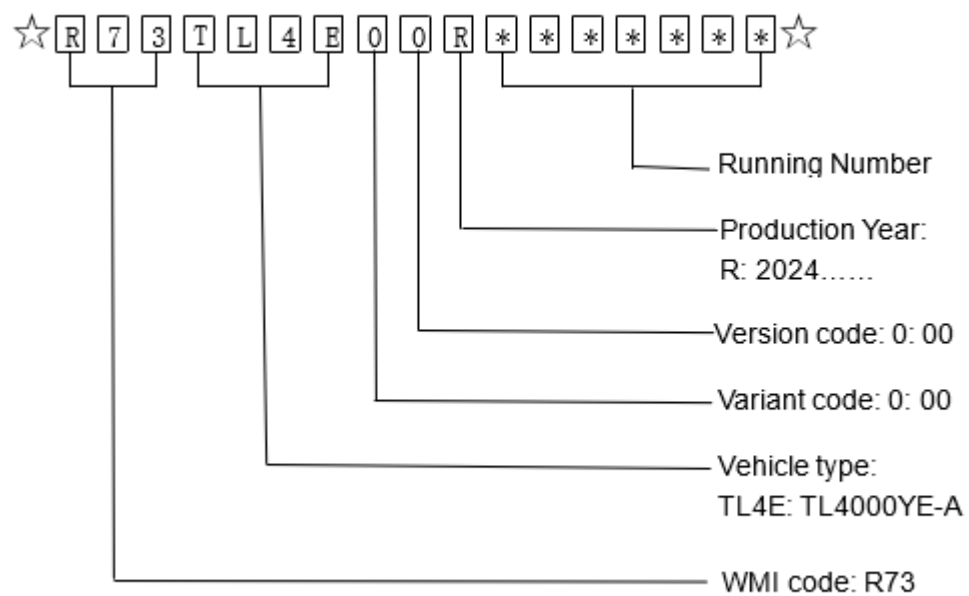 ☆R73TL4E00R*******☆
Running Number
Production Year:
R: 2024……
Version code: 0: 00
Variant code: 0: 00
Vehicle type:
TL4E: TL4000YE-A
WMI code: R73